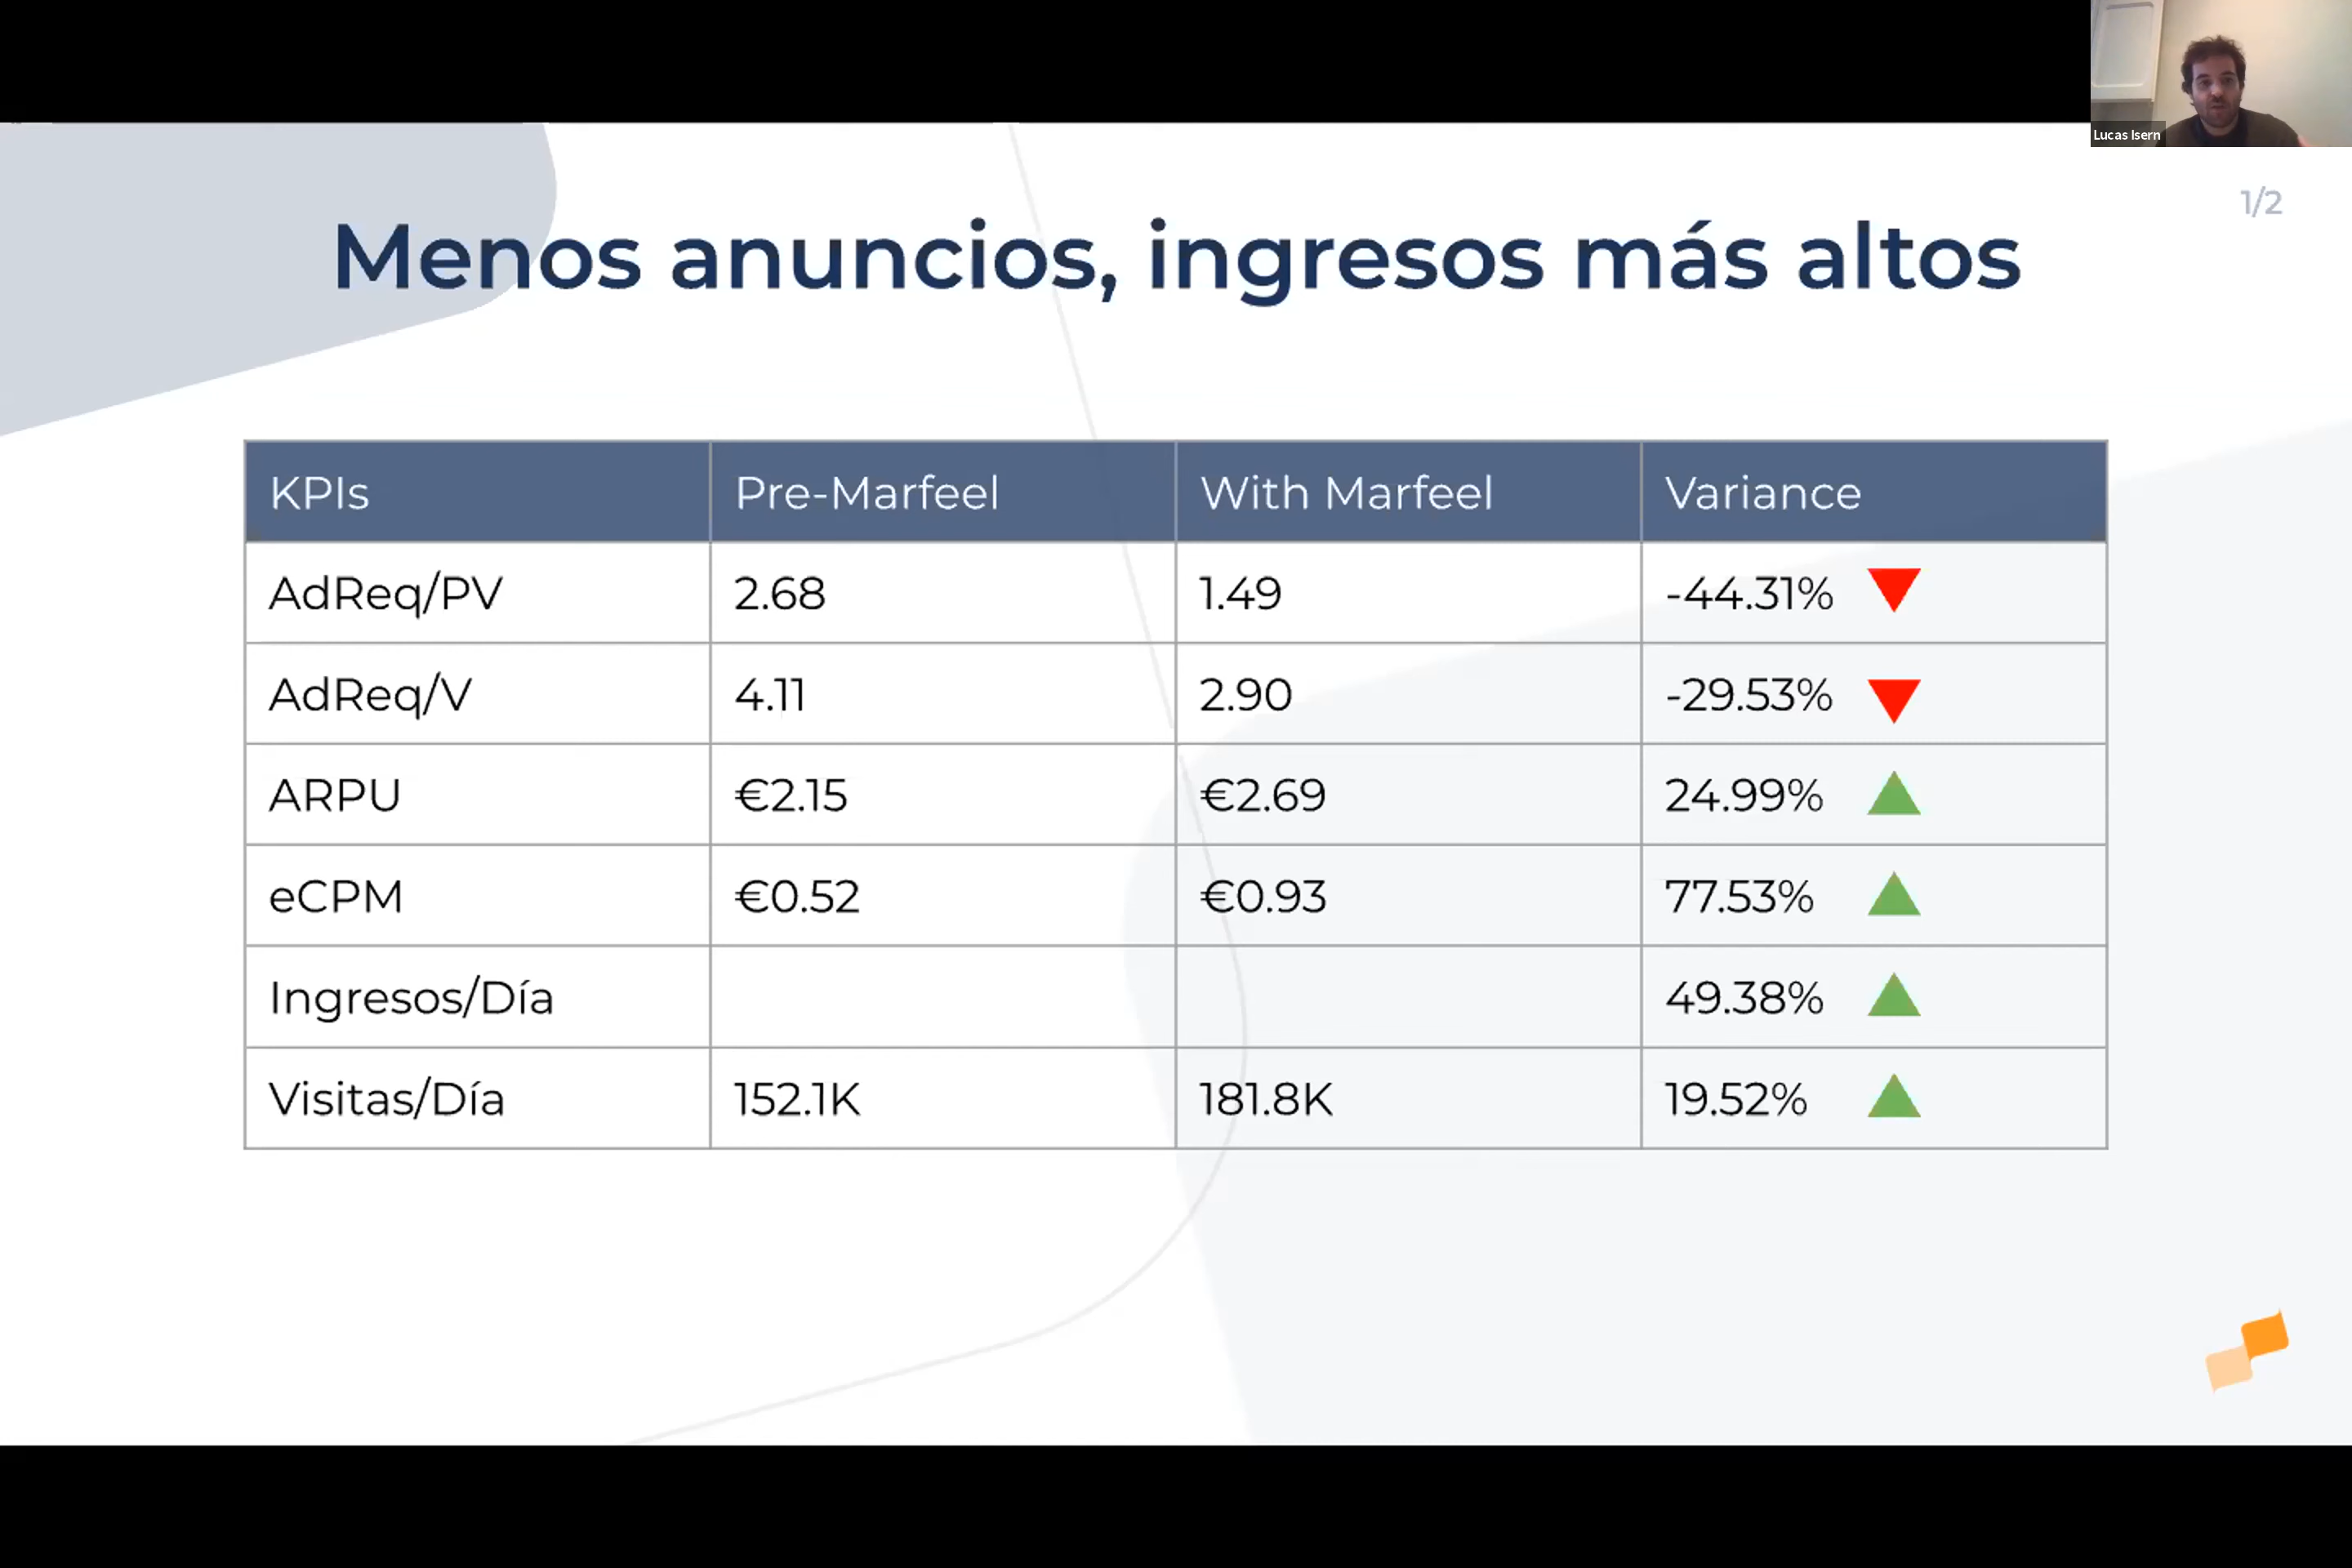 Lucas Isern
1/2
Menos anuncios, ingresos más altos
KPIs Pre-Marfeel With Marfeel Variance
AdReq/PV 2.68 1.49 -44.31%
AdReq/V 4.11 2.90 -29.53%
ARPU €2.15 €2.69 24.99%
eCPM €0.52 €0.93 77.53%
Ingresos/Día 49.38%
Visitas/Día 152.1K 181.8K 19.52%